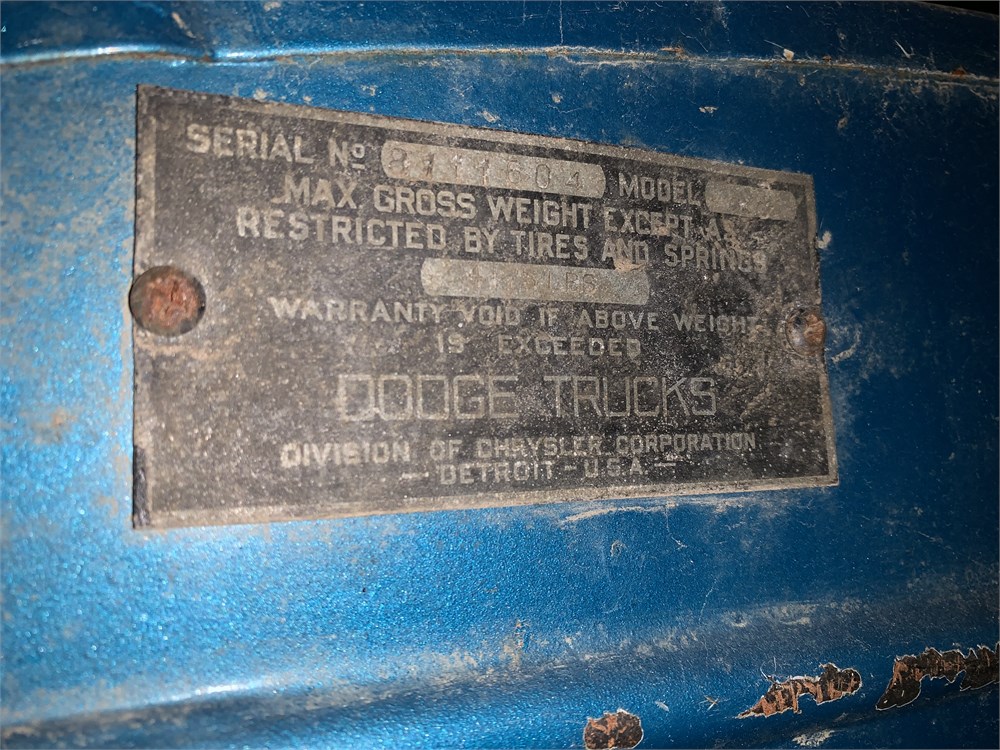 SERIAL Nº MODEL
MAX. GROSS WEIGHT EXCEPT AS
RESTRICTED BY TIRES AND SPRINGS
LBS
WARRANTY VOID IF ABOVE WEIGHT
IS EXCEEDED
DODGE TRUCKS
DIVISION OF CHRYSLER CORPORATION
— DETROIT - U.S.A. —